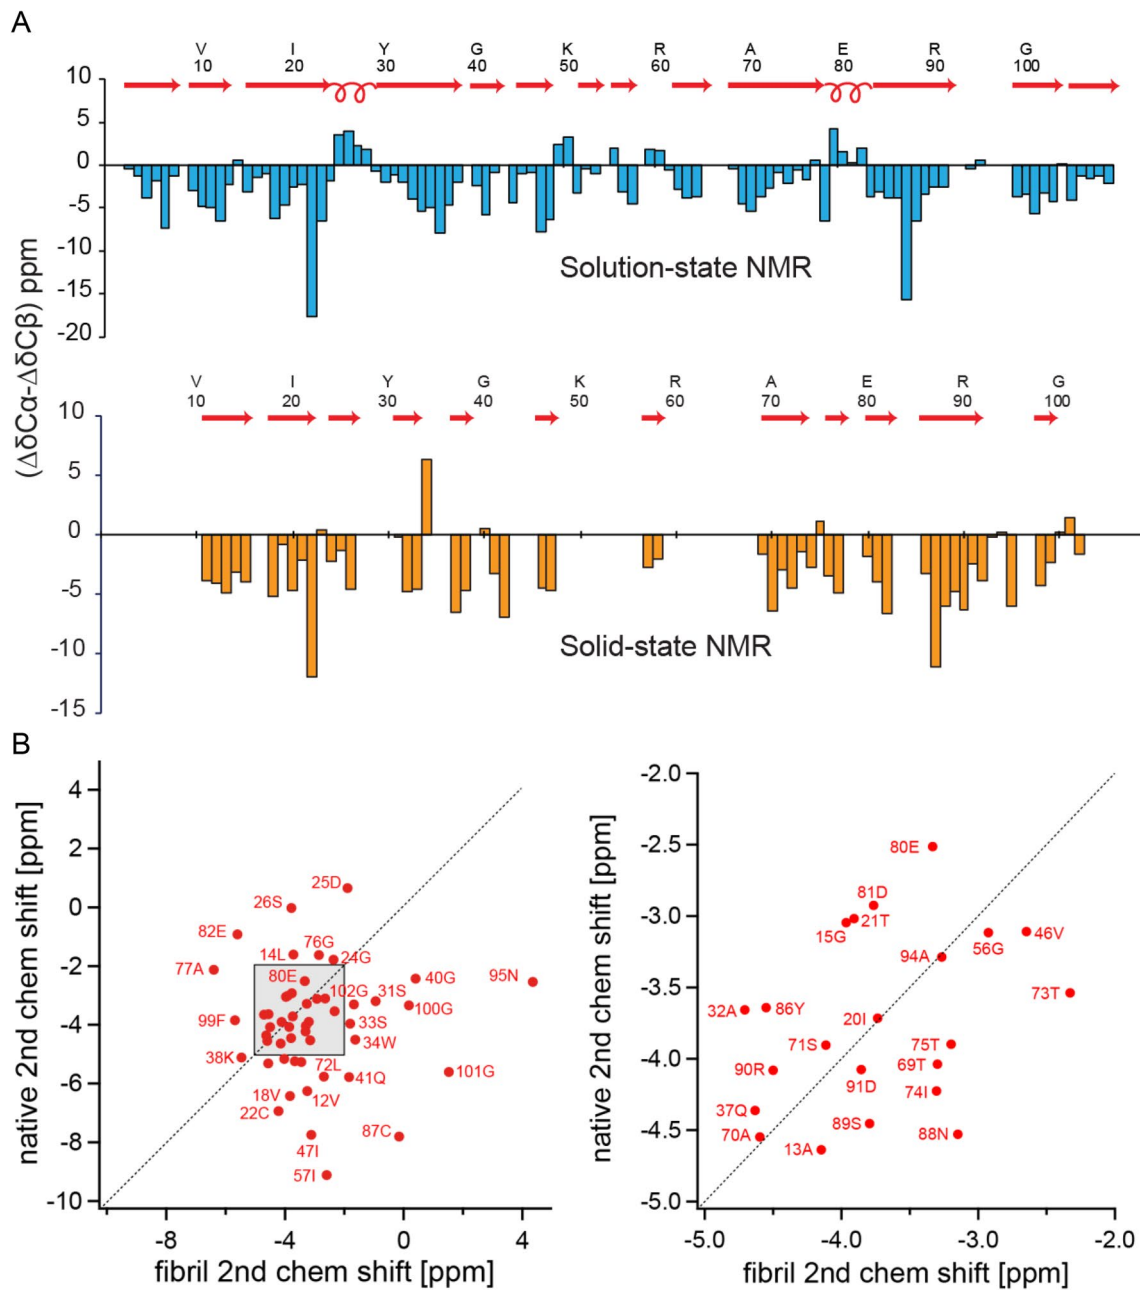 A
V I Y G K R A E R G
10 20 30 40 50 60 70 80 90 100
10
5
0
-5
-10
-15
-20
Solution-state NMR
(ΔδCα-ΔδCβ) ppm
V I Y G K R A E R G
10 20 30 40 50 60 70 80 90 100
10
5
0
-5
-10
-15
Solid-state NMR
B
native 2nd chem shift [ppm]
4
2
0
-2
-4
-6
-8
-10
25D
26S
82E
14L
76G
24G
77A
80E
40G
95N
102G
31S
100G
99F
33S
34W
38K
72L
41Q
101G
18V
12V
22C
87C
47I
57I
-8 -4 0 4
fibril 2nd chem shift [ppm]
native 2nd chem shift [ppm]
-2.0
-2.5
-3.0
-3.5
-4.0
-4.5
-5.0
80E
81D
21T
15G
56G
46V
94A
73T
32A
86Y
20I
71S
75T
69T
90R
91D
74I
37Q
89S
88N
70A
13A
-5.0 -4.0 -3.0 -2.0
fibril 2nd chem shift [ppm]